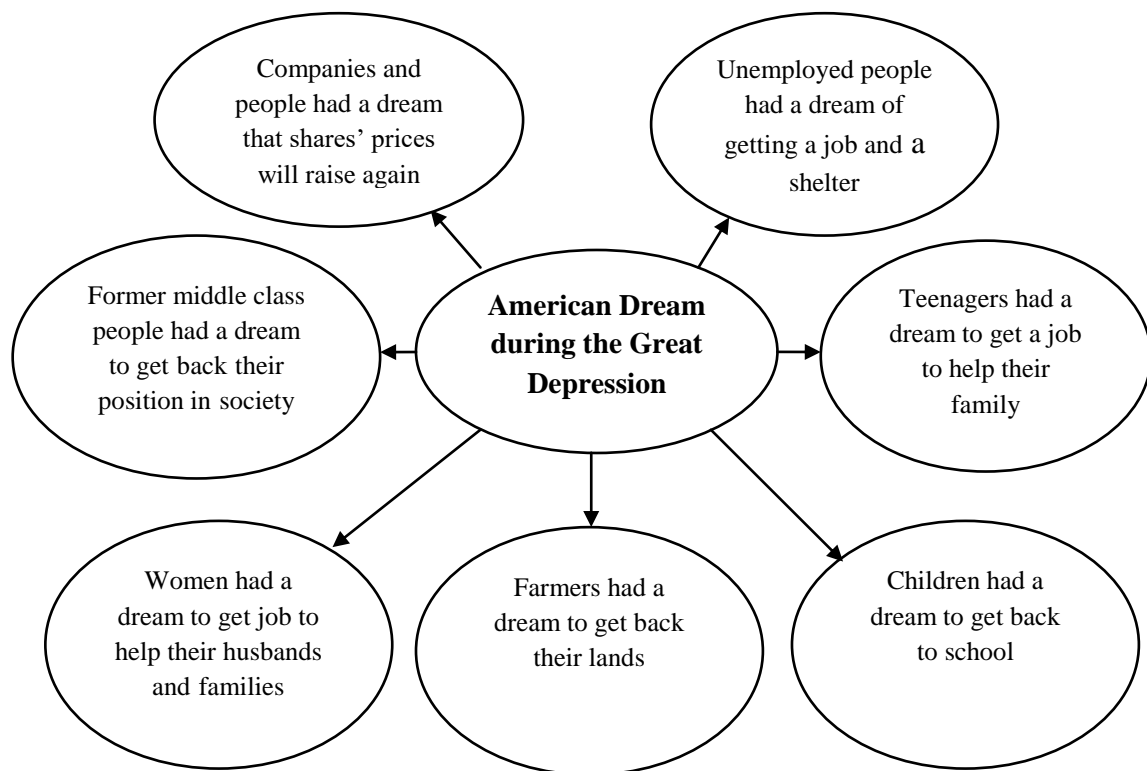 Companies and
people had a dream
that shares’ prices
will raise again
Unemployed people
had a dream of
getting a job and a
shelter
Former middle class
people had a dream
to get back their
position in society
American Dream
during the Great
Depression
Teenagers had a
dream to get a job
to help their
family
Women had a
dream to get job to
help their husbands
and families
Farmers had a
dream to get back
their lands
Children had a
dream to get back
to school